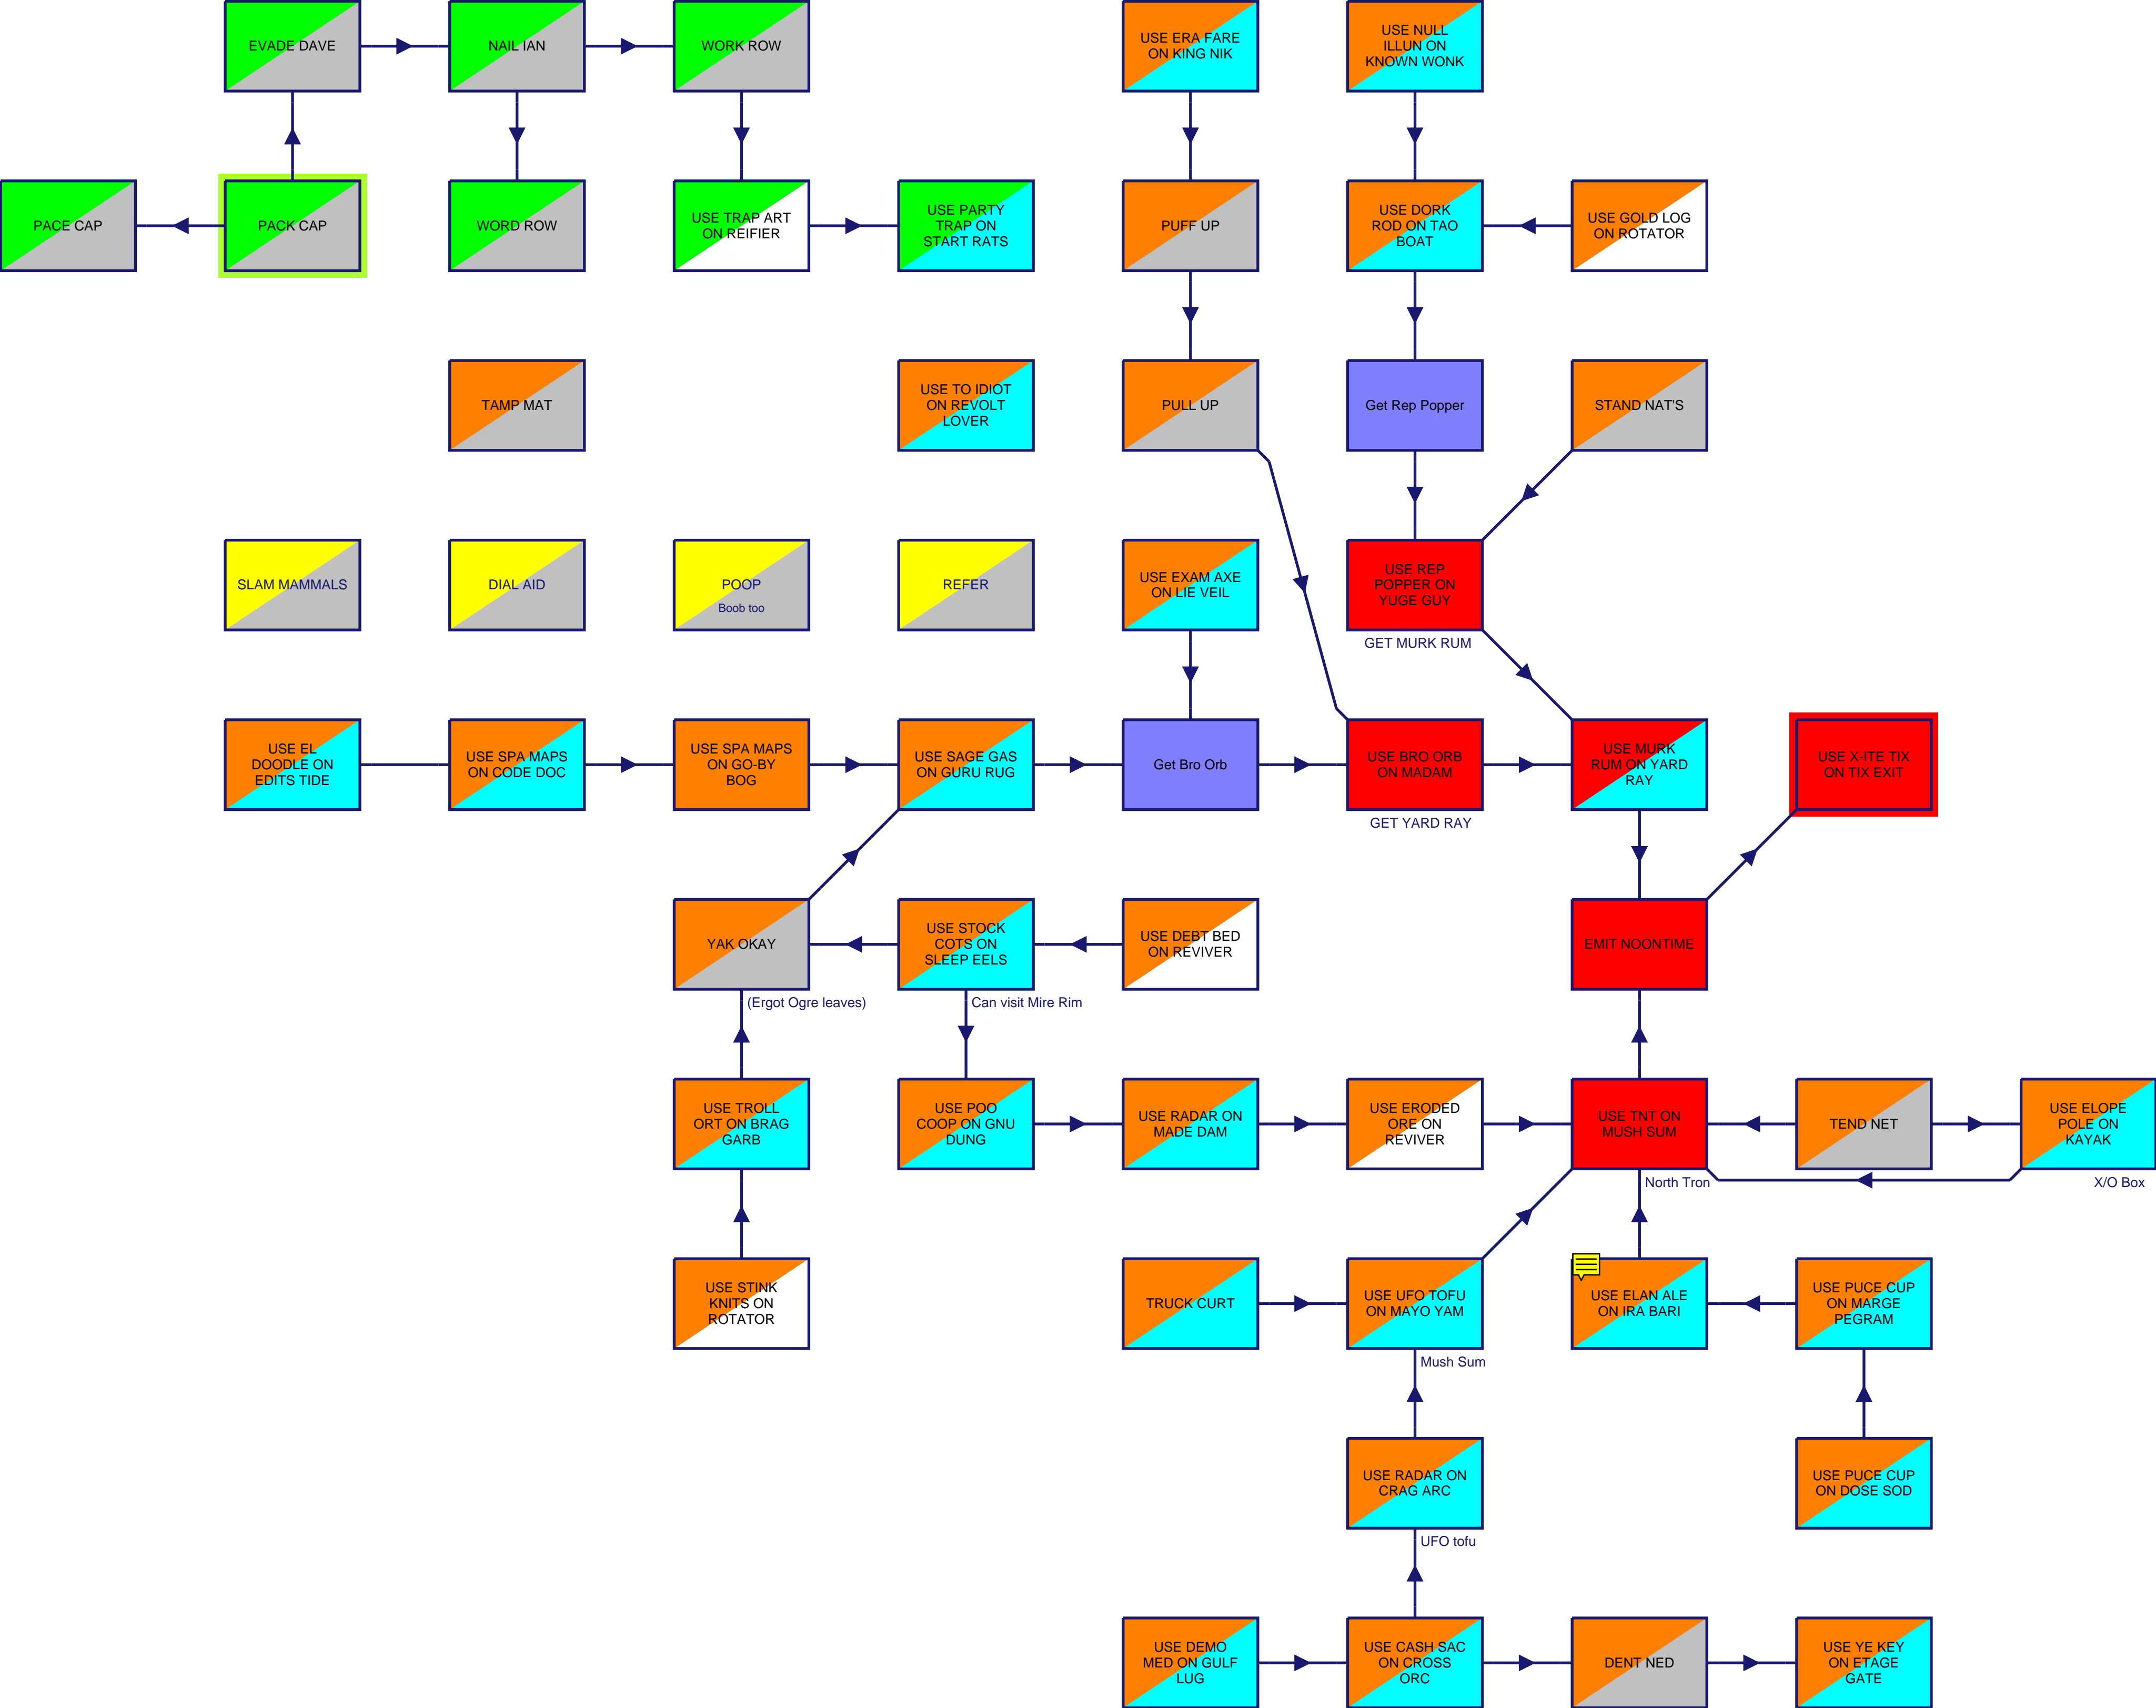 EVADE DAVE
NAIL IAN
WORK ROW
USE ERA FARE
ON KING NIK
USE NULL
ILLUN ON
KNOWN WONK
PACE CAP
PACK CAP
WORD ROW
USE TRAP ART
ON REIFIER
USE PARTY
TRAP ON
START RATS
PUFF UP
USE DORK
ROD ON TAO
BOAT
USE GOLD LOG
ON ROTATOR
TAMP MAT
USE TO IDIOT
ON REVOLT
LOVER
PULL UP
Get Rep Popper
STAND NAT'S
SLAM MAMMALS
DIAL AID
POOP
Boob too
REFER
USE EXAM AXE
ON LIE VEIL
USE REP
POPPER ON
YUGE GUY
GET MURK RUM
USE EL
DOODLE ON
EDITS TIDE
USE SPA MAPS
ON CODE DOC
USE SPA MAPS
ON GO-BY
BOG
USE SAGE GAS
ON GURU RUG
Get Bro Orb
USE BRO ORB
ON MADAM
GET YARD RAY
USE MURK
RUM ON YARD
RAY
USE X-ITE TIX
ON TIX EXIT
YAK OKAY
(Ergot Ogre leaves)
USE STOCK
COTS ON
SLEEP EELS
Can visit Mire Rim
USE DEBT BED
ON REVIVER
EMIT NOONTIME
USE TROLL
ORT ON BRAG
GARB
USE POO
COOP ON GNU
DUNG
USE RADAR ON
MADE DAM
USE ERODED
ORE ON
REVIVER
USE TNT ON
MUSH SUM
North Tron
TEND NET
USE ELOPE
POLE ON
KAYAK
X/O Box
USE STINK
KNITS ON
ROTATOR
TRUCK CURT
USE UFO TOFU
ON MAYO YAM
Mush Sum
USE ELAN ALE
ON IRA BARI
USE PUCE CUP
ON MARGE
PEGRAM
USE RADAR ON
CRAG ARC
UFO tofu
USE PUCE CUP
ON DOSE SOD
USE DEMO
MED ON GULF
LUG
USE CASH SAC
ON CROSS
ORC
DENT NED
USE YE KEY
ON ETAGE
GATE